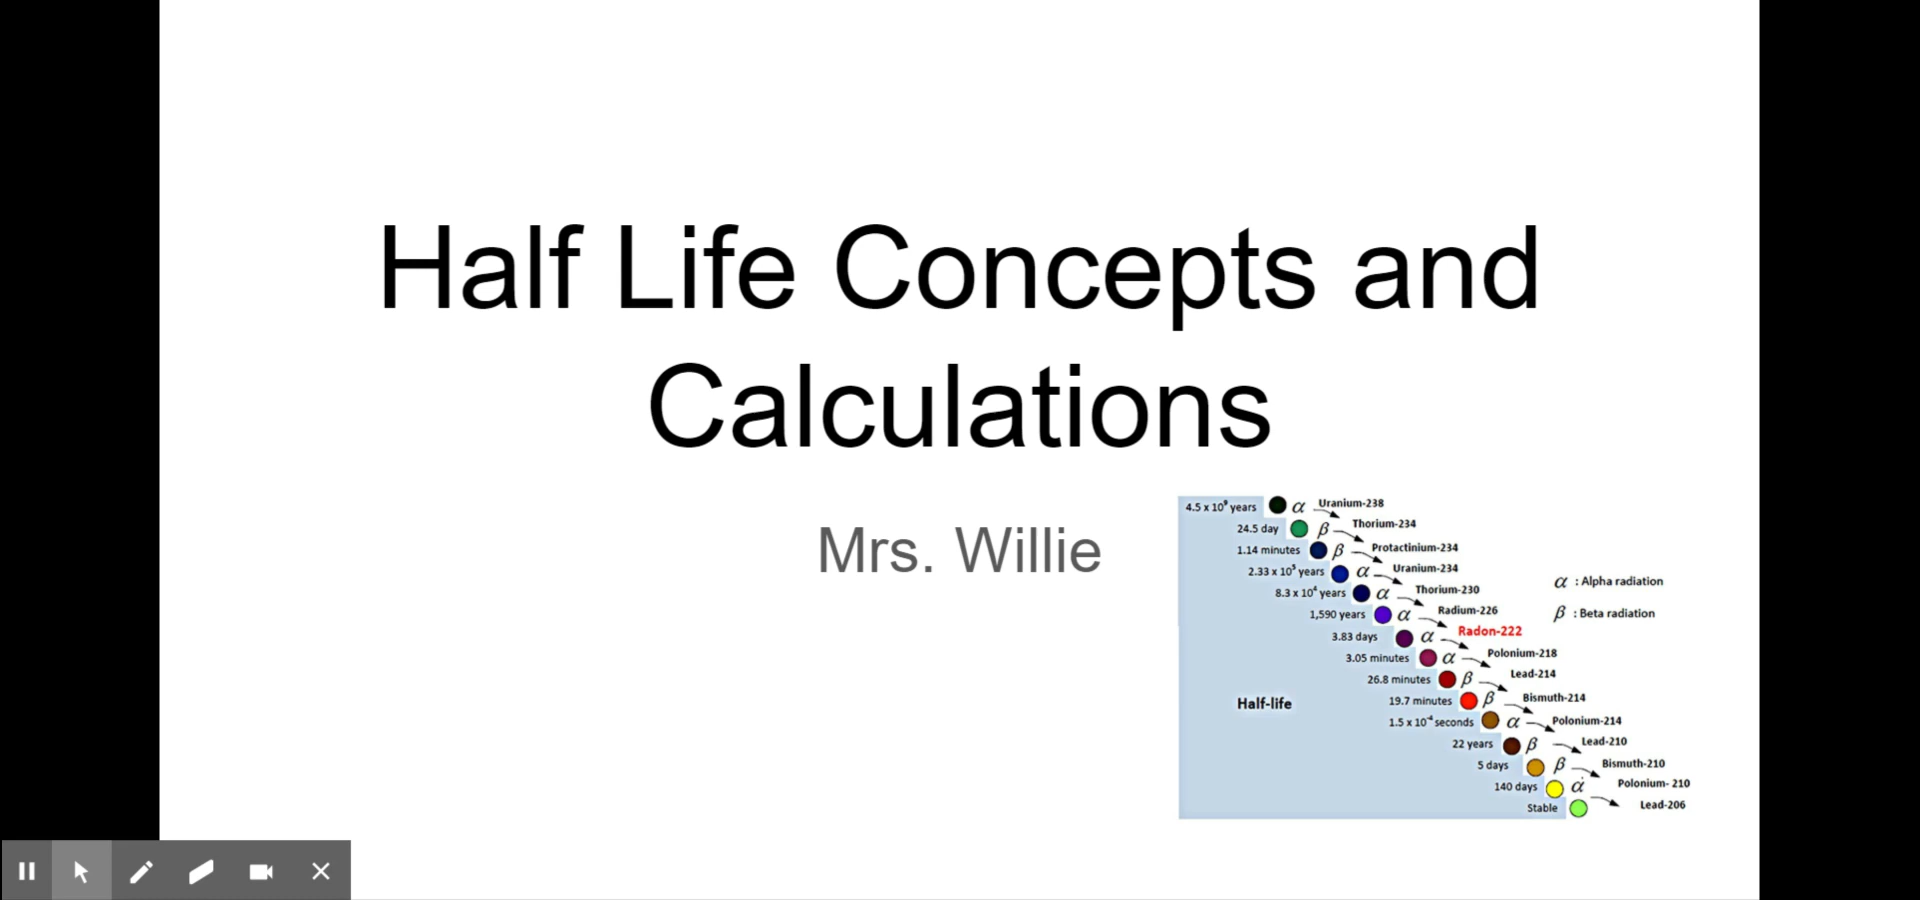 Half Life Concepts and
Calculations
Mrs. Willie
4.5 x 10⁹ years α Uranium-238
24.5 day β Thorium-234
1.14 minutes β Protactinium-234
2.33 x 10⁵ years α Uranium-234
8.3 x 10⁴ years α Thorium-230
1,590 years α Radium-226
3.83 days α Radon-222
3.05 minutes α Polonium-218
26.8 minutes β Lead-214
19.7 minutes β Bismuth-214
1.5 x 10⁻⁴ seconds α Polonium-214
22 years β Lead-210
5 days β Bismuth-210
140 days α Polonium- 210
Stable Lead-206
Half-life
α : Alpha radiation
β : Beta radiation